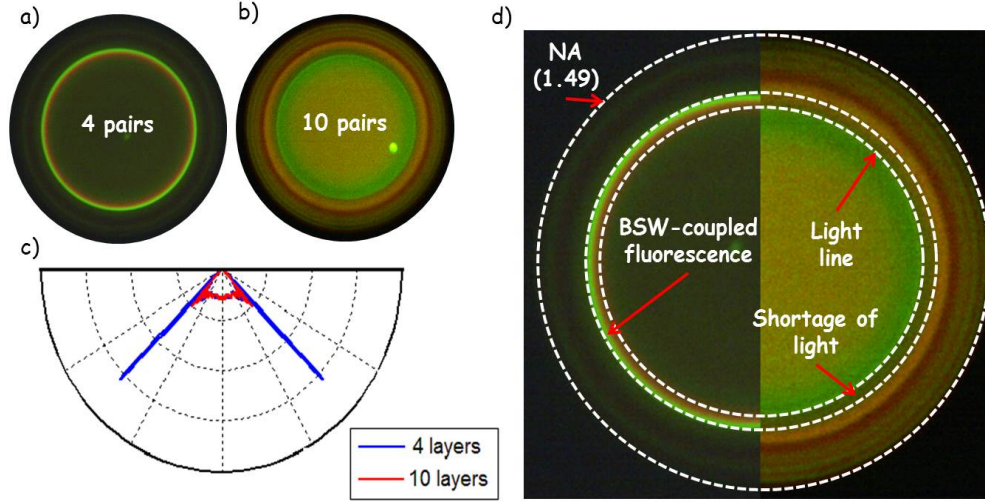 a)
4 pairs
b)
10 pairs
c)
4 layers
10 layers
d)
NA
(1.49)
BSW-coupled
fluorescence
Light
line
Shortage of
light